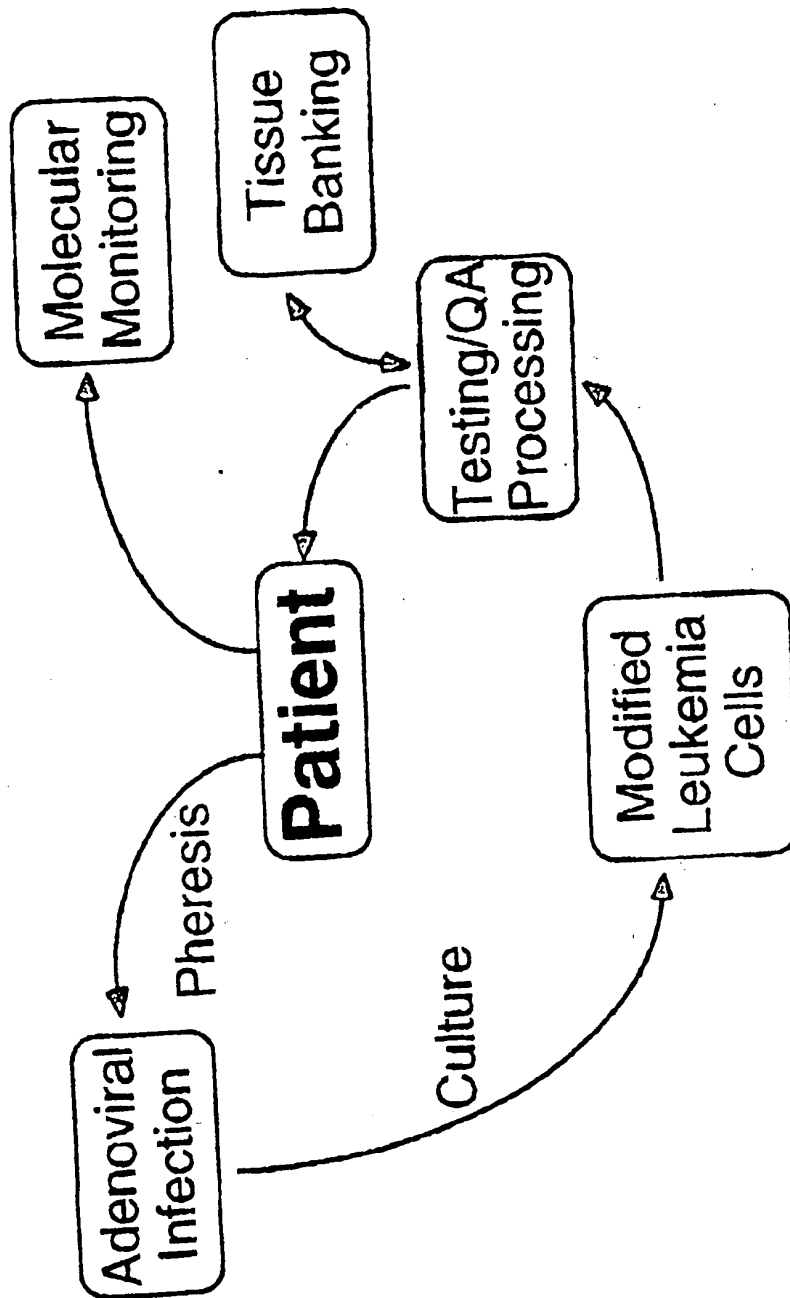 Molecular
Monitoring
Tissue
Banking
Testing/QA
Processing
Patient
Pheresis
Adenoviral
Infection
Culture
Modified
Leukemia
Cells